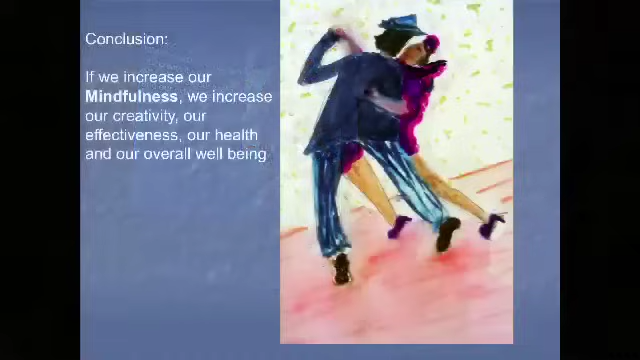 Conclusion:
If we increase our
Mindfulness, we increase
our creativity, our
effectiveness, our health
and our overall well being